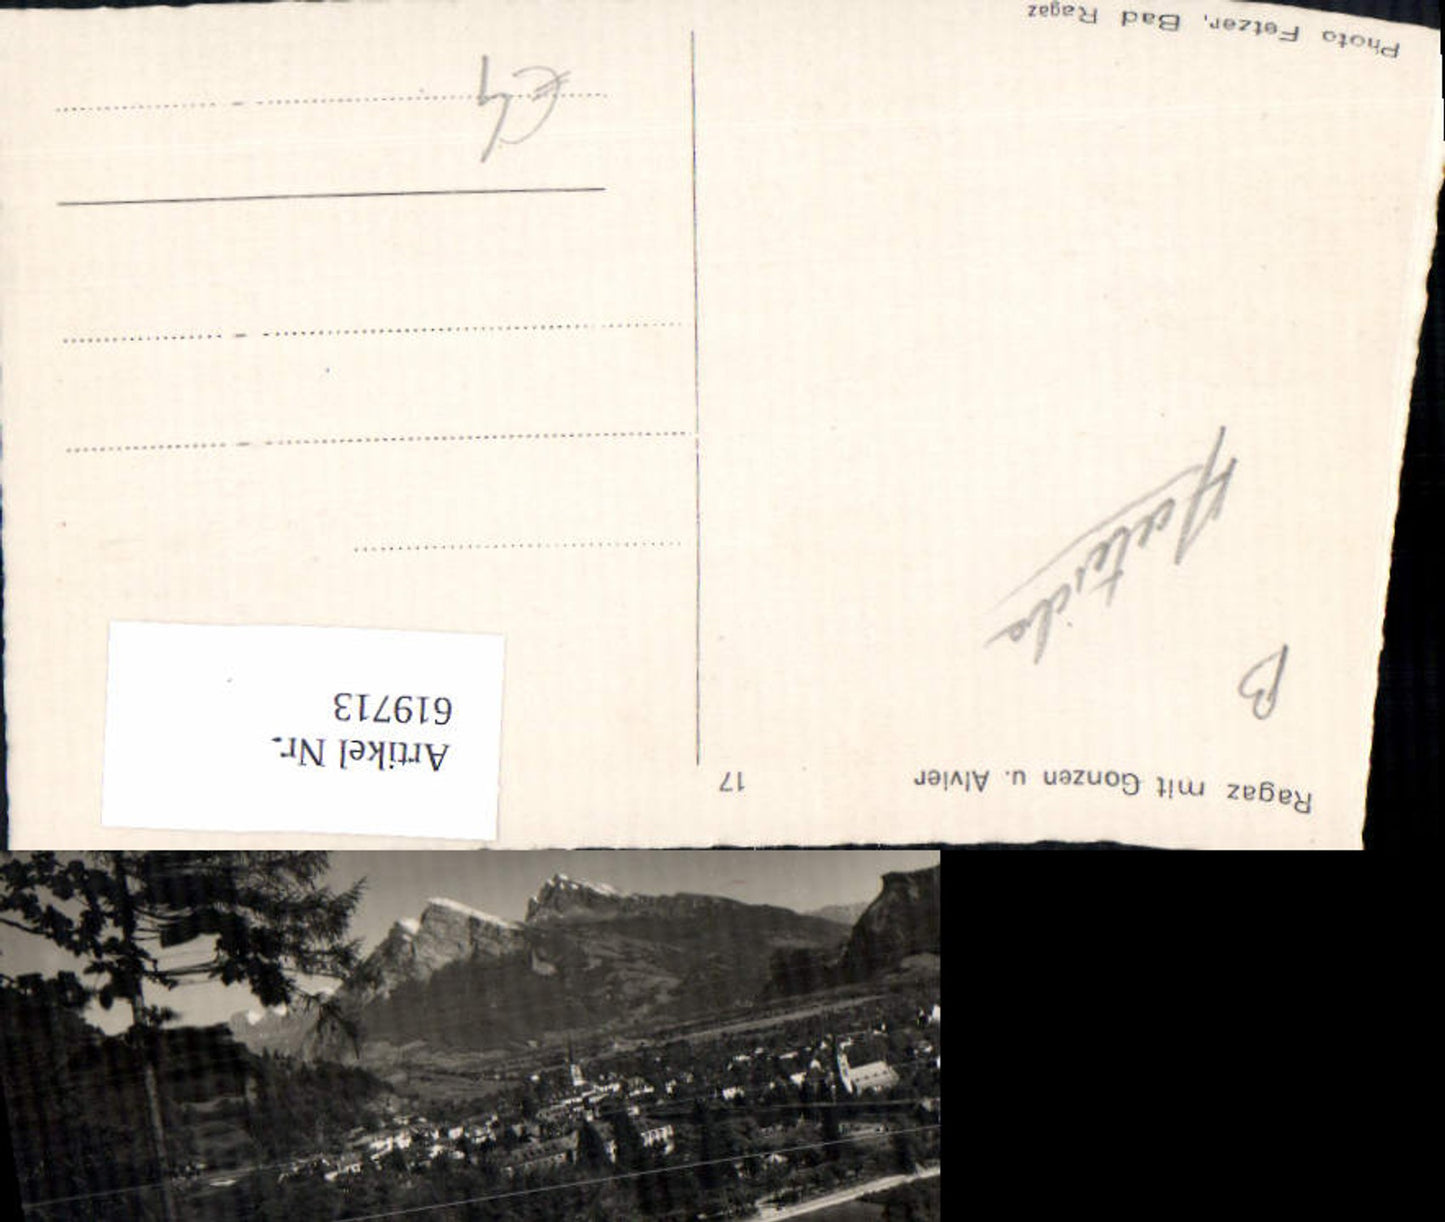 Ragaz mit Gonzen u. Alvier
17
B
Artikel Nr.
619713
Photo Fetzer, Bad Ragaz